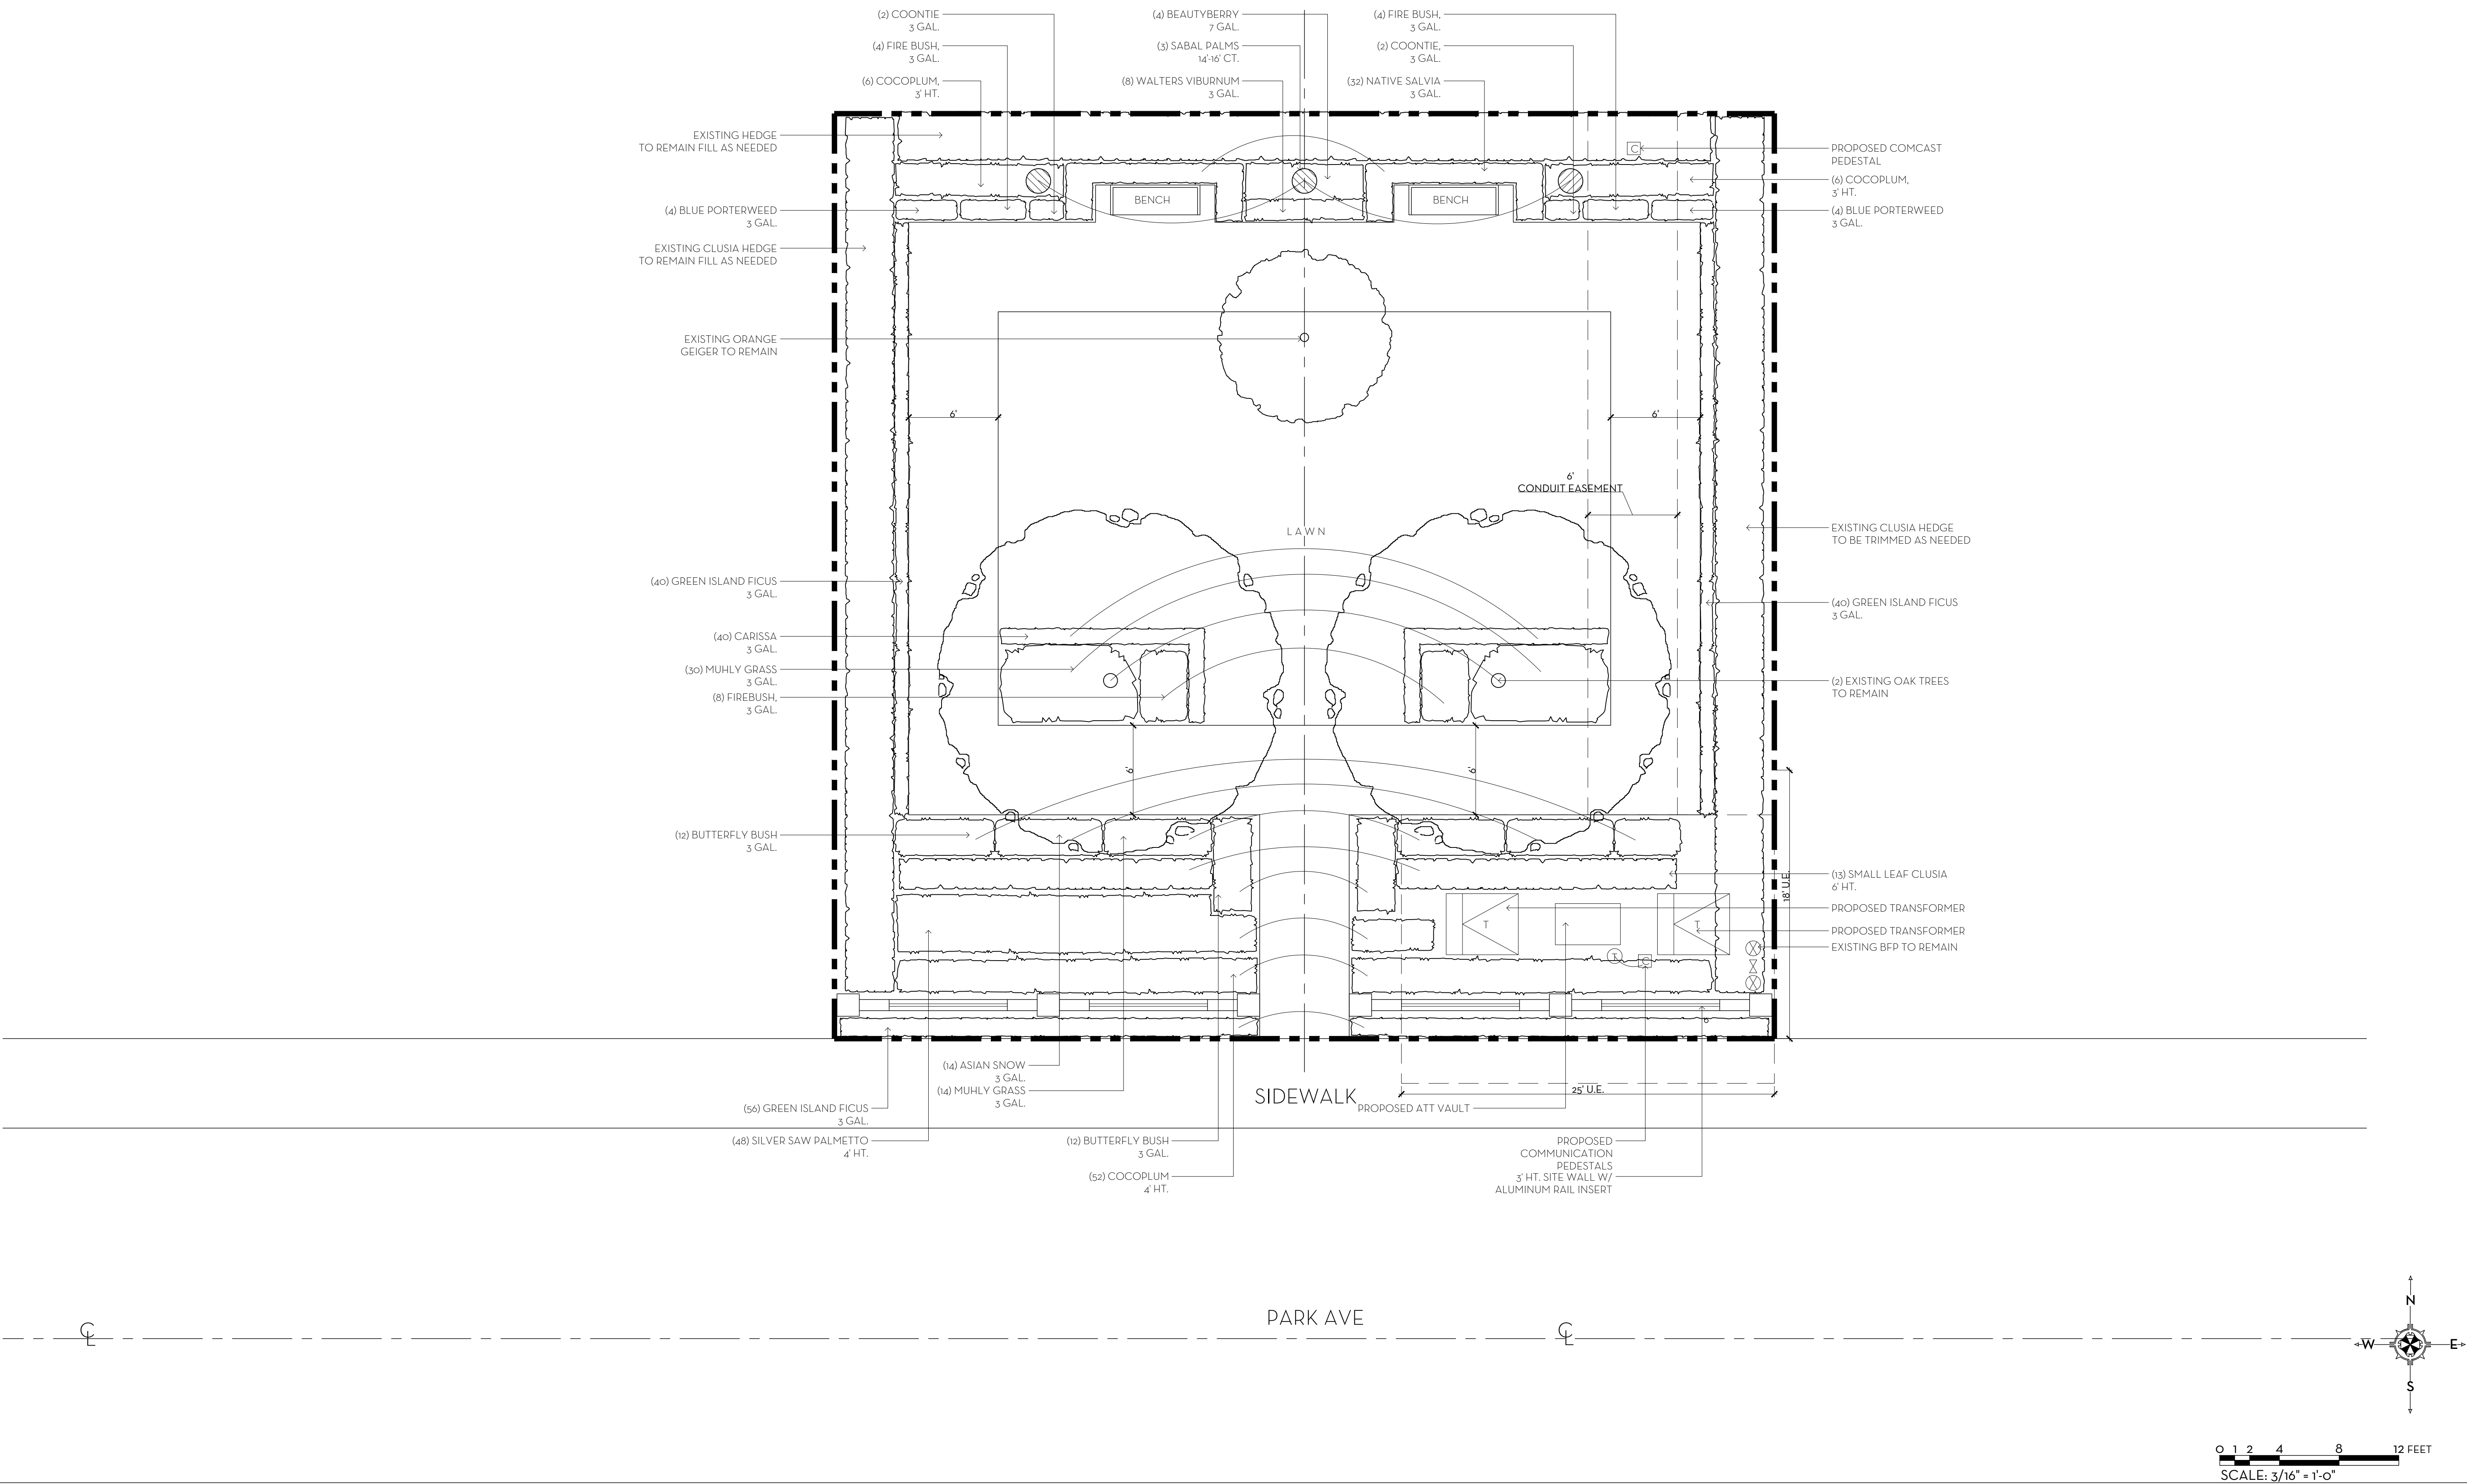 (2) COONTIE
3 GAL.
(4) FIRE BUSH,
3 GAL.
(6) COCOPLUM,
3' HT.
(4) BEAUTYBERRY
7 GAL.
(3) SABAL PALMS
14'-16' CT.
(8) WALTERS VIBURNUM
3 GAL.
(4) FIRE BUSH,
3 GAL.
(2) COONTIE,
3 GAL.
(32) NATIVE SALVIA
3 GAL.
EXISTING HEDGE
TO REMAIN FILL AS NEEDED
(4) BLUE PORTERWEED
3 GAL.
EXISTING CLUSIA HEDGE
TO REMAIN FILL AS NEEDED
EXISTING ORANGE
GEIGER TO REMAIN
(40) GREEN ISLAND FICUS
3 GAL.
(40) CARISSA
3 GAL.
(30) MUHLY GRASS
3 GAL.
(8) FIREBUSH,
3 GAL.
(12) BUTTERFLY BUSH
3 GAL.
BENCH
BENCH
C
6'
6'
6'
CONDUIT EASEMENT
LAWN
6'
6'
T
T
T
C
6'
18' U.E.
PROPOSED COMCAST
PEDESTAL
(6) COCOPLUM,
3' HT.
(4) BLUE PORTERWEED
3 GAL.
EXISTING CLUSIA HEDGE
TO BE TRIMMED AS NEEDED
(40) GREEN ISLAND FICUS
3 GAL.
(2) EXISTING OAK TREES
TO REMAIN
(13) SMALL LEAF CLUSIA
6' HT.
PROPOSED TRANSFORMER
PROPOSED TRANSFORMER
EXISTING BFP TO REMAIN
(14) ASIAN SNOW
3 GAL.
(14) MUHLY GRASS
3 GAL.
(56) GREEN ISLAND FICUS
3 GAL.
(48) SILVER SAW PALMETTO
4' HT.
(12) BUTTERFLY BUSH
3 GAL.
(52) COCOPLUM
4' HT.
SIDEWALK
25' U.E.
PROPOSED ATT VAULT
PROPOSED
COMMUNICATION
PEDESTALS
3' HT. SITE WALL W/
ALUMINUM RAIL INSERT
PARK AVE
CL
CL
N
W
E
S
0 1 2 4 8 12 FEET
SCALE: 3/16" = 1'-0"